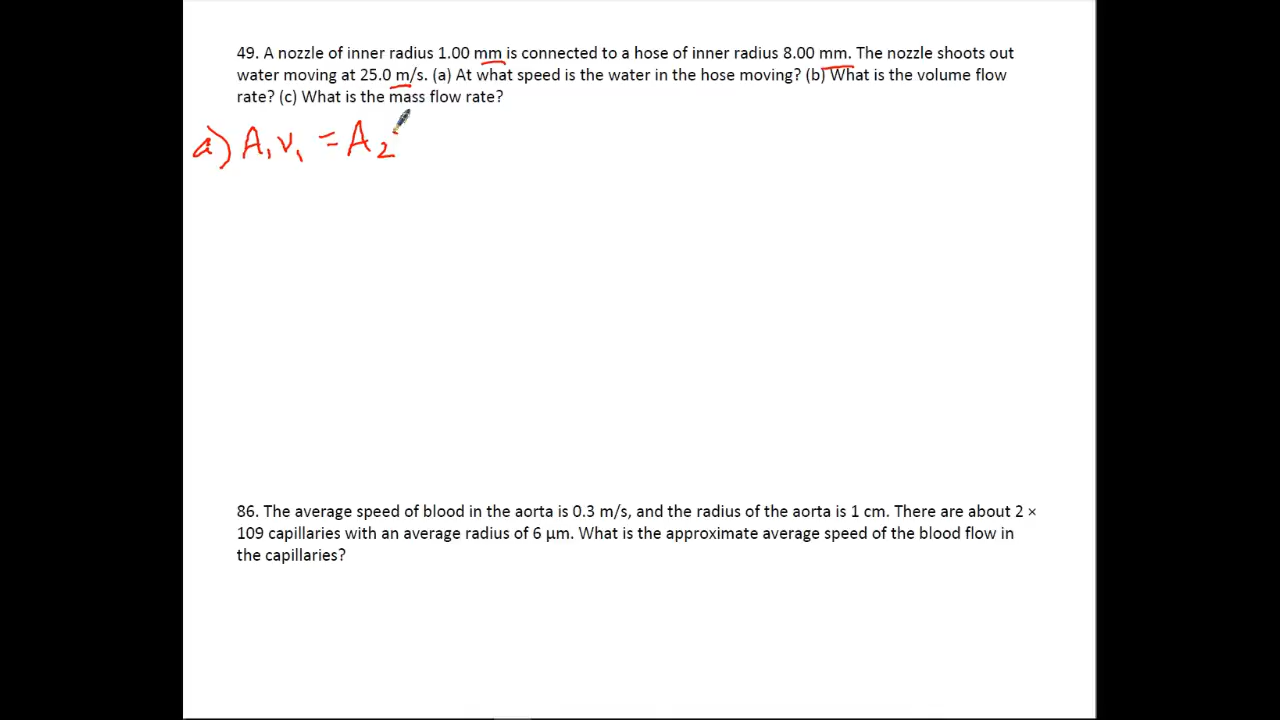 49. A nozzle of inner radius 1.00 mm is connected to a hose of inner radius 8.00 mm. The nozzle shoots out
water moving at 25.0 m/s. (a) At what speed is the water in the hose moving? (b) What is the volume flow
rate? (c) What is the mass flow rate?
a) A₁v₁ = A₂
86. The average speed of blood in the aorta is 0.3 m/s, and the radius of the aorta is 1 cm. There are about 2 ×
109 capillaries with an average radius of 6 μm. What is the approximate average speed of the blood flow in
the capillaries?